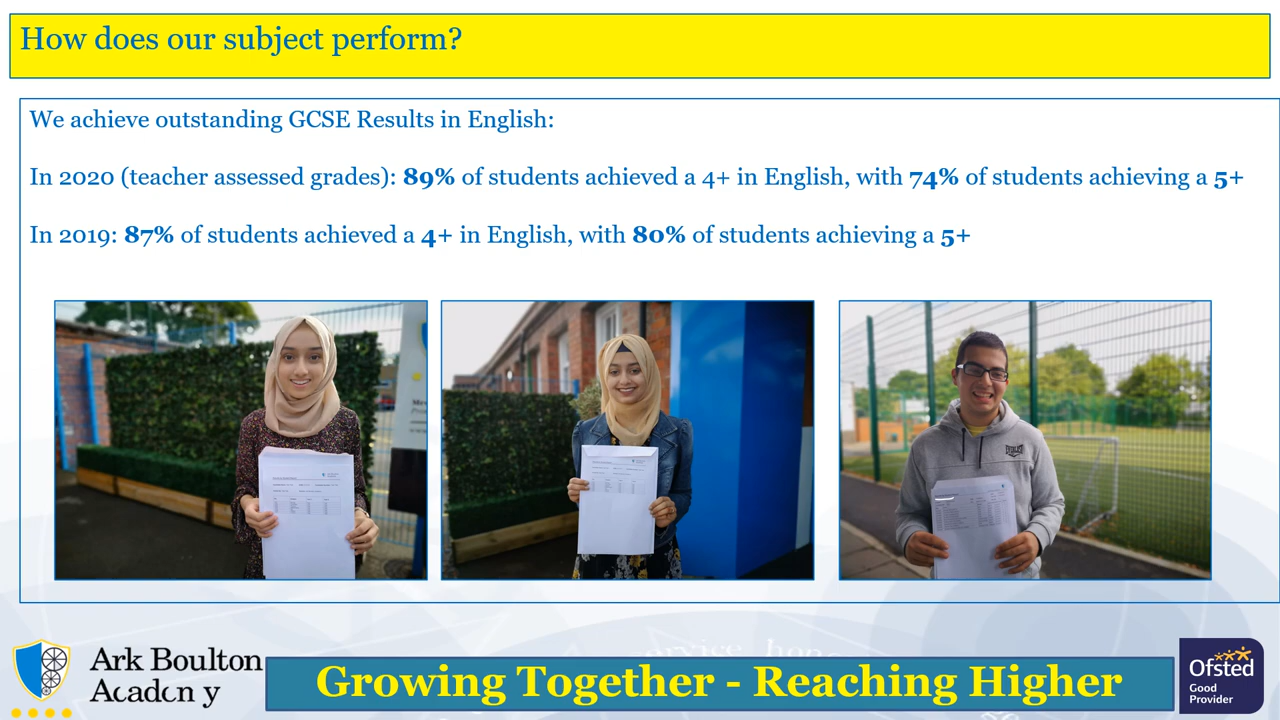 How does our subject perform?
We achieve outstanding GCSE Results in English:
In 2020 (teacher assessed grades): 89% of students achieved a 4+ in English, with 74% of students achieving a 5+
In 2019: 87% of students achieved a 4+ in English, with 80% of students achieving a 5+
EVERLAST
Ark Boulton
Academy
Growing Together - Reaching Higher
Ofsted
Good
Provider